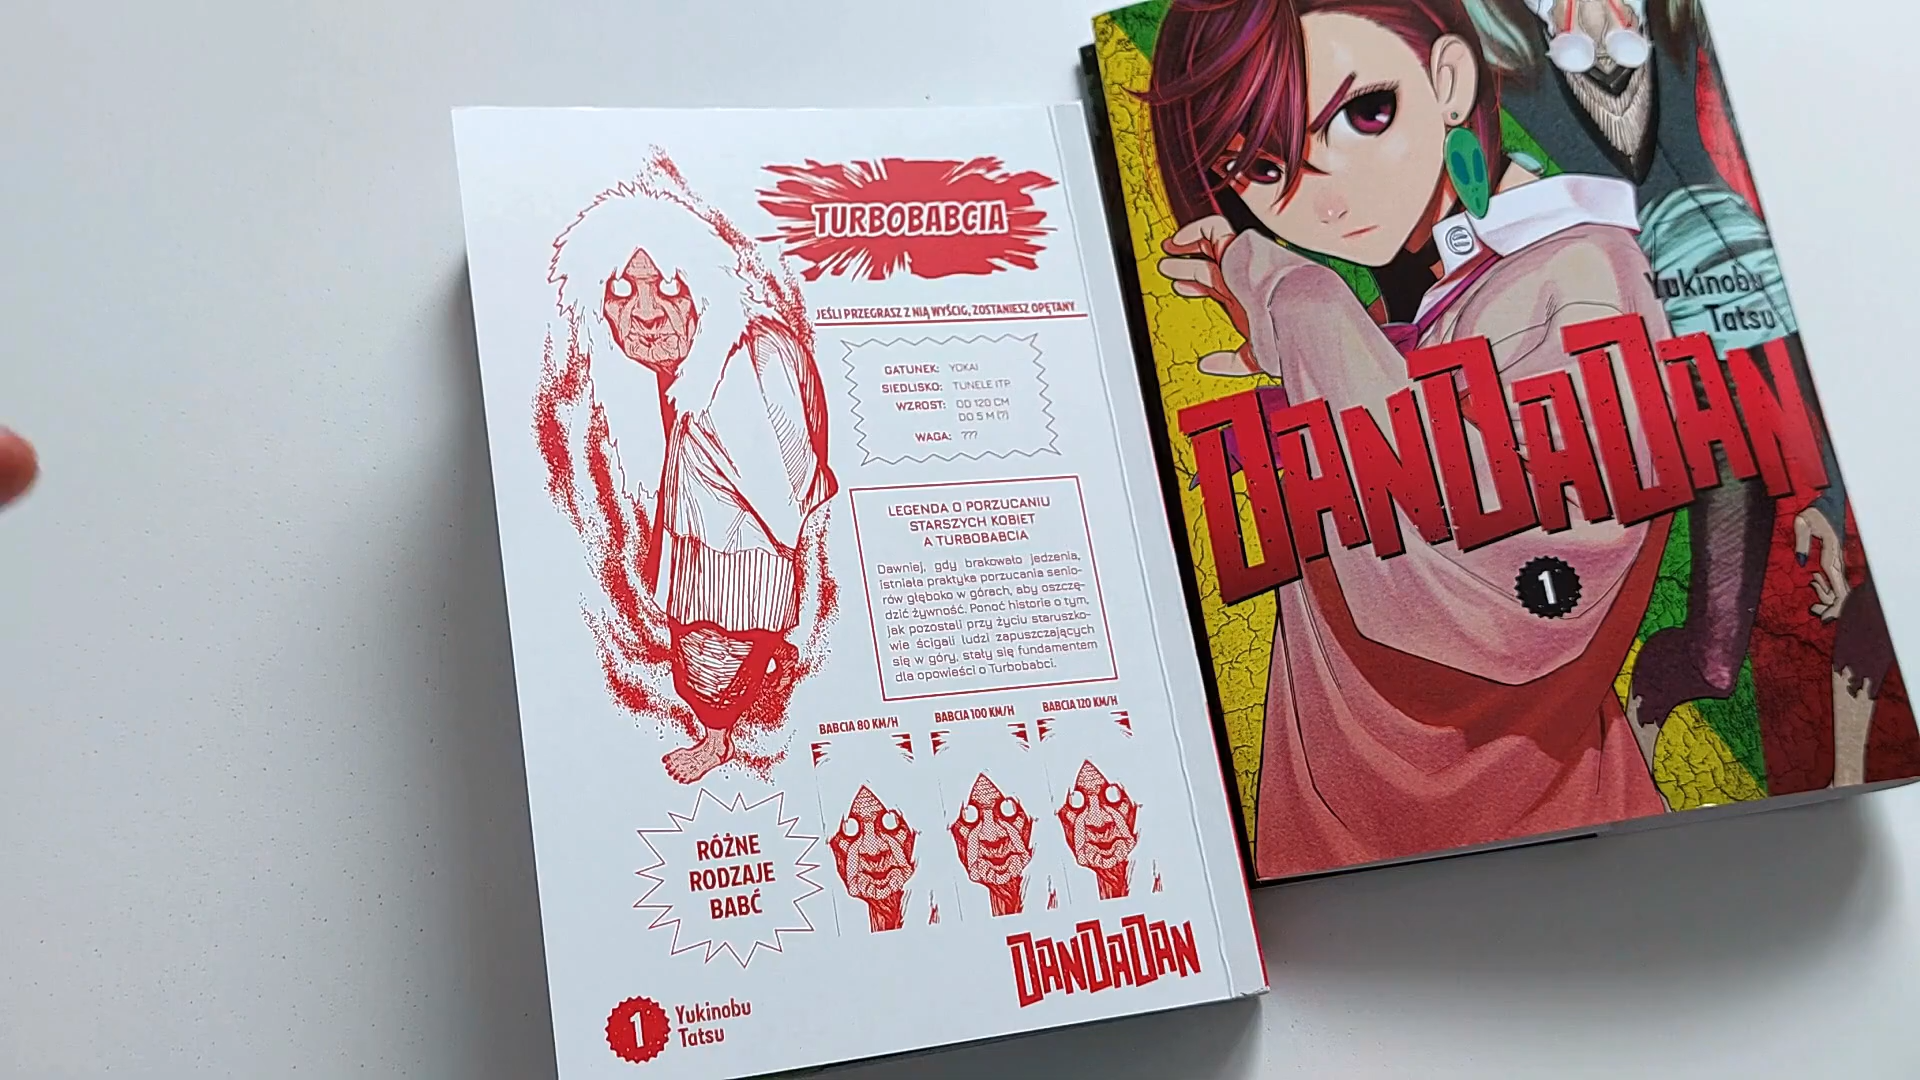 TURBOBABCIA
JEŚLI PRZEGRASZ Z NIĄ WYŚCIG, ZOSTANIESZ OPĘTANY
GATUNEK: YOKAI
SIEDLISKO: TUNELE ITP.
WZROST: OD 120 CM
DO 5 M (?)
WAGA: ???
LEGENDA O PORZUCANIU
STARSZYCH KOBIET
A TURBOBABCIA
Dawniej, gdy brakowało jedzenia,
istniała praktyka porzucania senio-
rów głęboko w górach, aby oszczę-
dzić żywność. Ponoć historie o tym,
jak pozostali przy życiu staruszko-
wie ścigali ludzi zapuszczających
się w góry, stały się fundamentem
dla opowieści o Turbobabci.
BABCIA 80 KM/H
BABCIA 100 KM/H
BABCIA 120 KM/H
RÓŻNE
RODZAJE
BABĆ
DANDADAN
1
Yukinobu
Tatsu
Yukinobu
Tatsu
DANDADAN
1